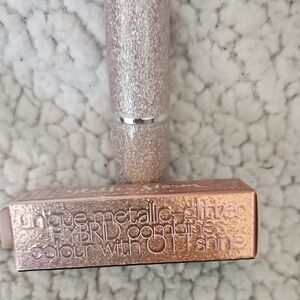 unique metallic glitter
HYBRID combines
colour with OTT shine